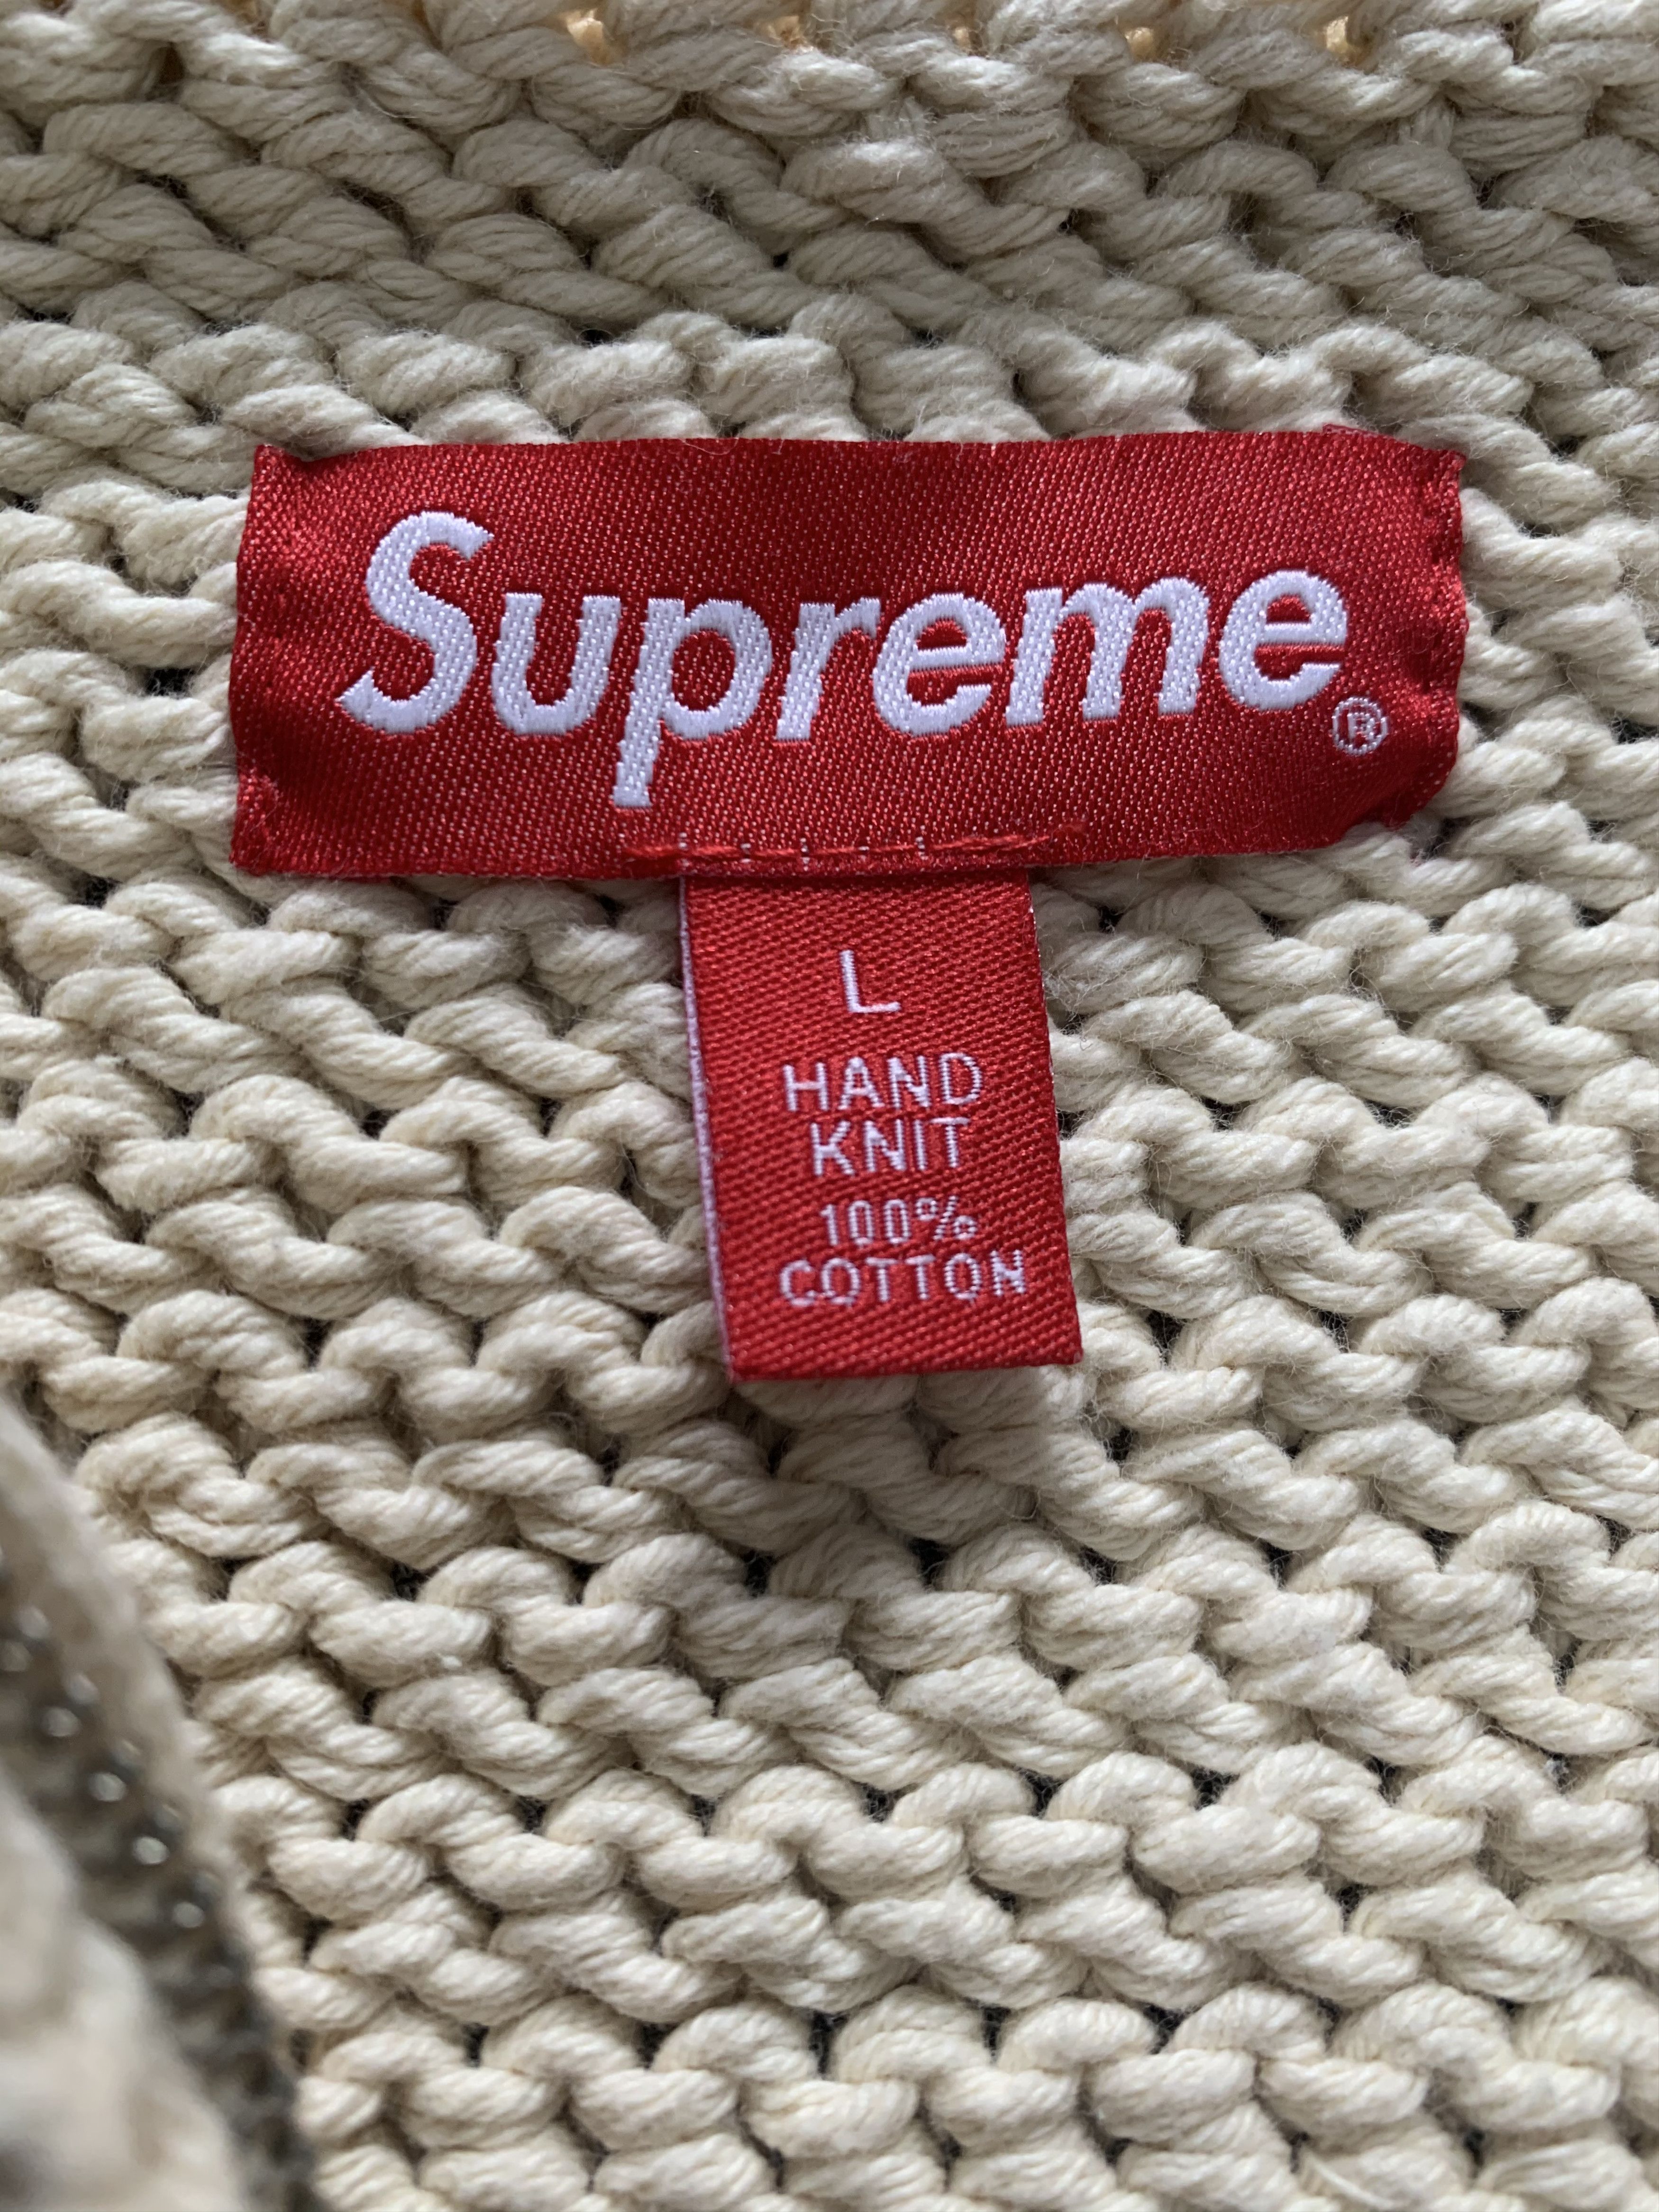 Supreme®
L
HAND
KNIT
100%
COTTON